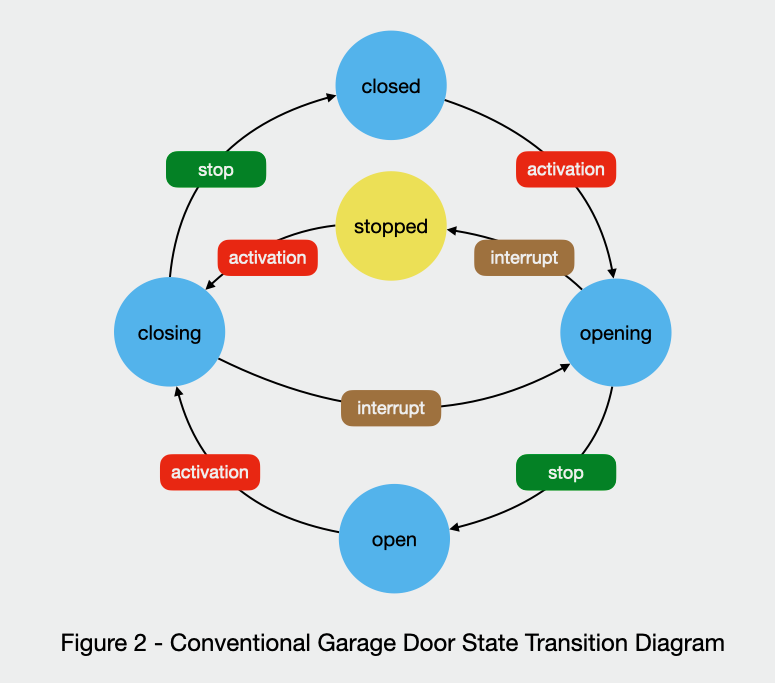 closed
stop
activation
stopped
activation
interrupt
closing
opening
interrupt
activation
stop
open
Figure 2 - Conventional Garage Door State Transition Diagram